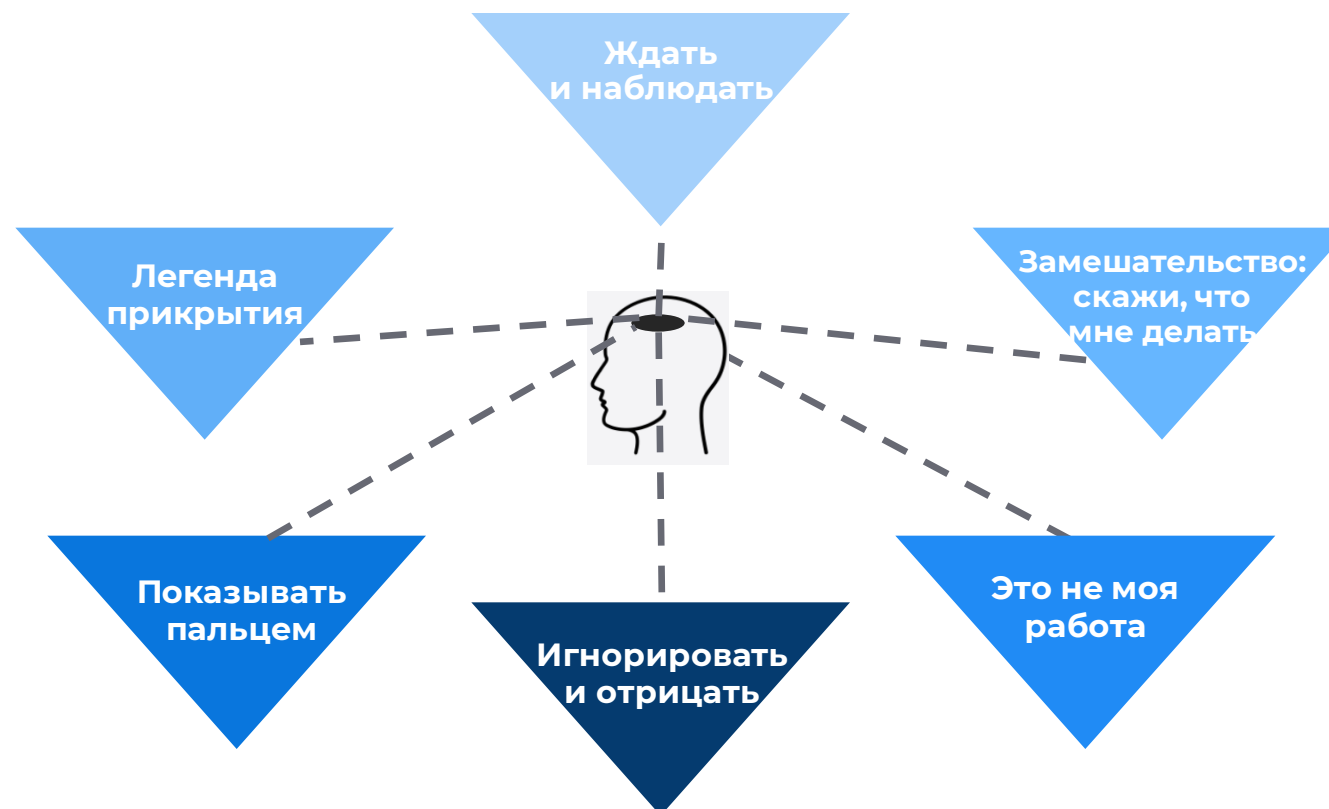 Ждать
и наблюдать
Легенда
прикрытия
Замешательство:
скажи, что
мне делать
Показывать
пальцем
Игнорировать
и отрицать
Это не моя
работа